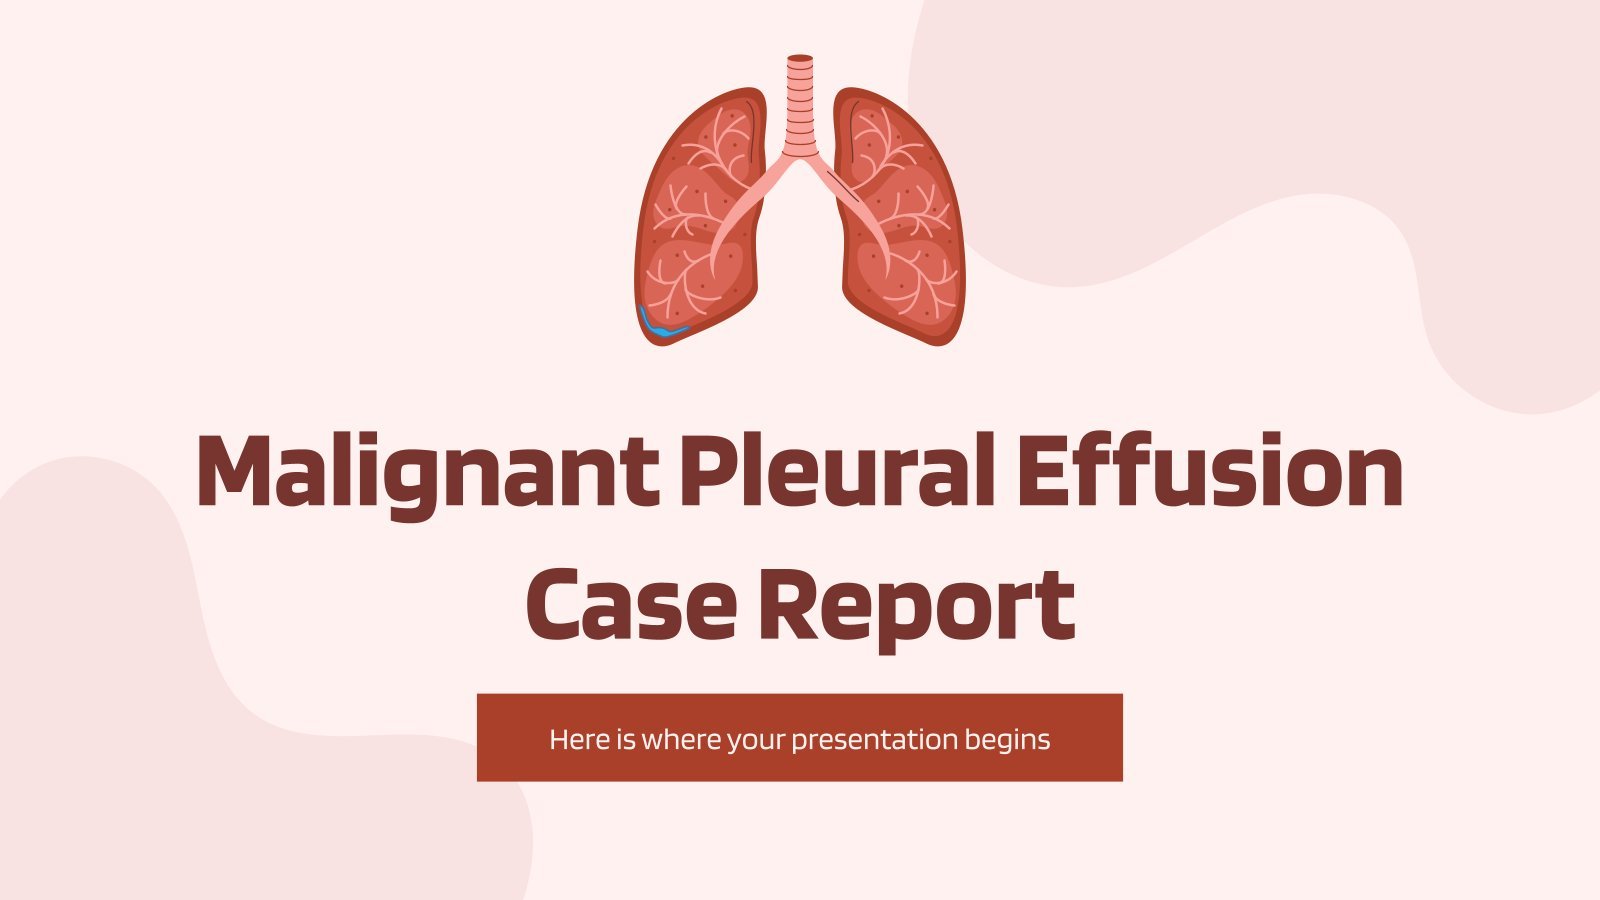 Malignant Pleural Effusion
Case Report
Here is where your presentation begins